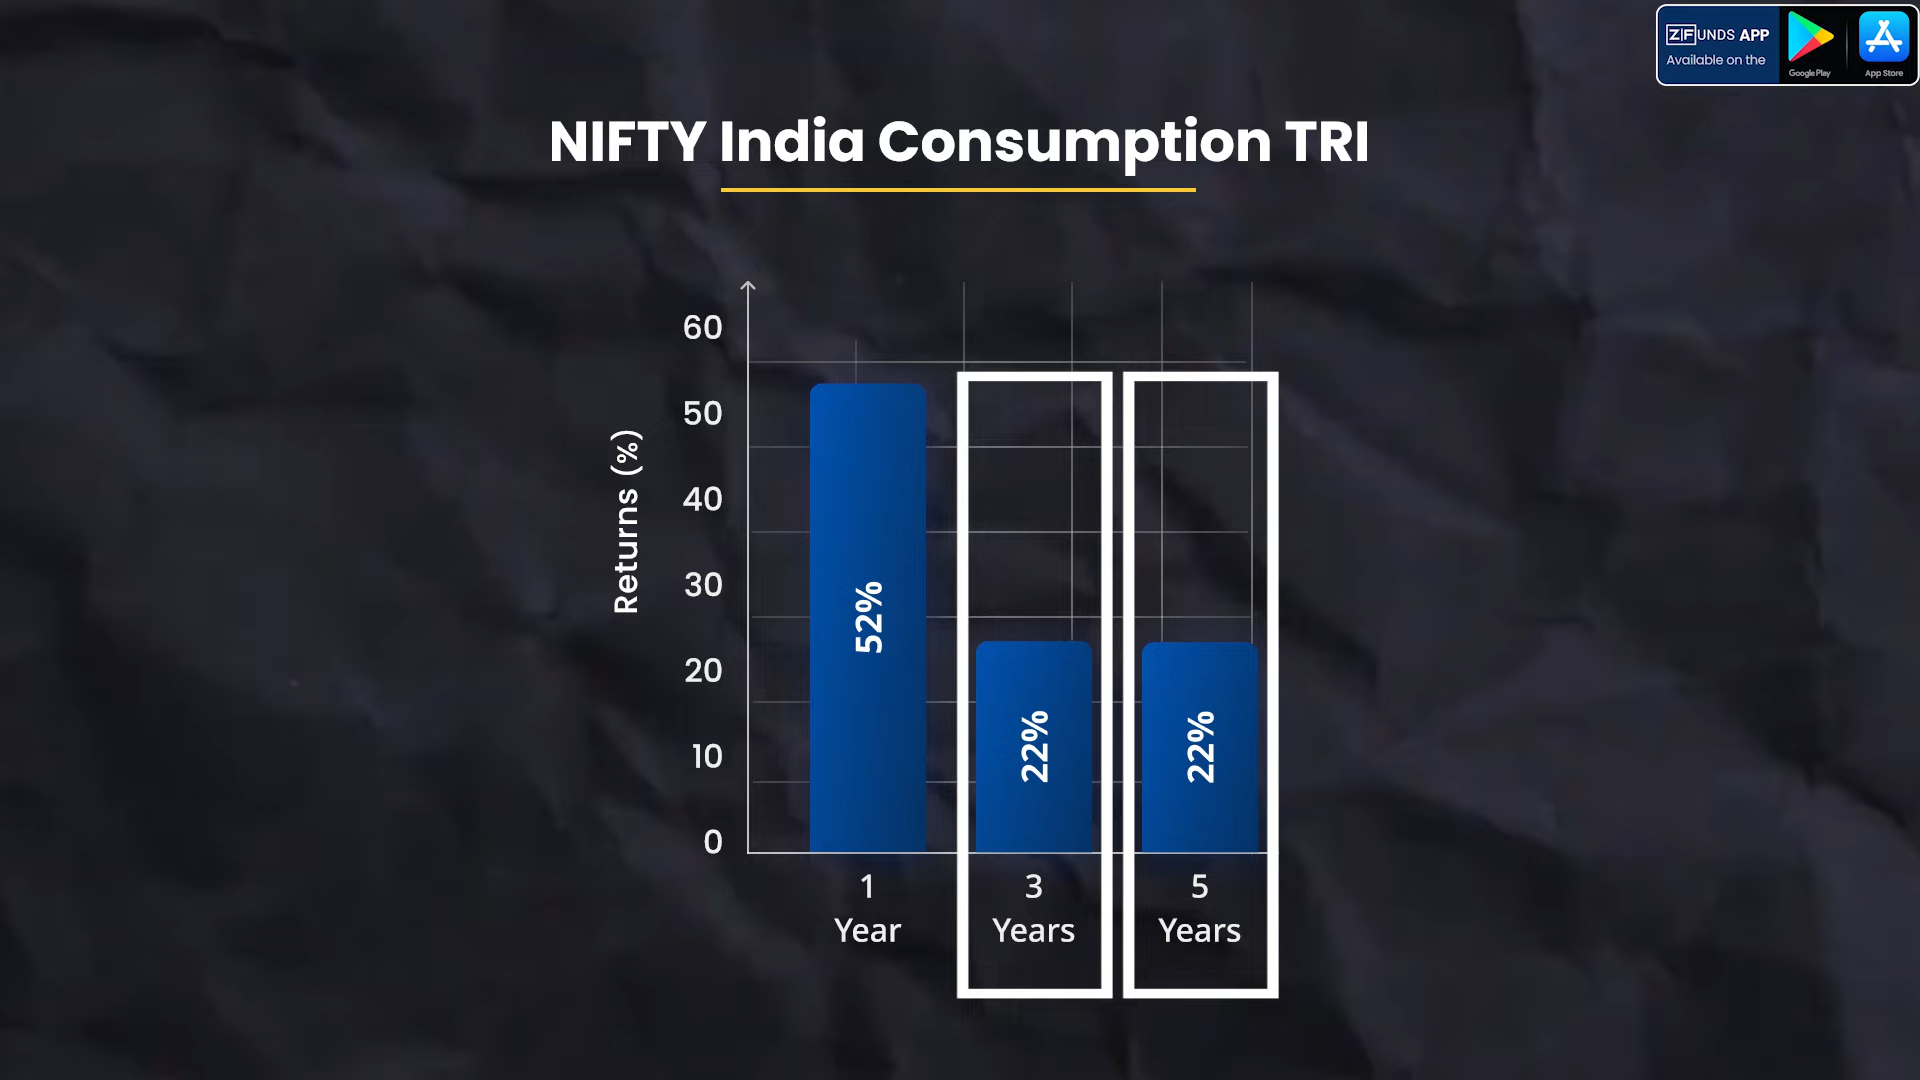 ZFUNDS APP
Available on the
Google Play
App Store
NIFTY India Consumption TRI
Returns (%)
60
50
40
30
20
10
0
52%
22%
22%
1
Year
3
Years
5
Years